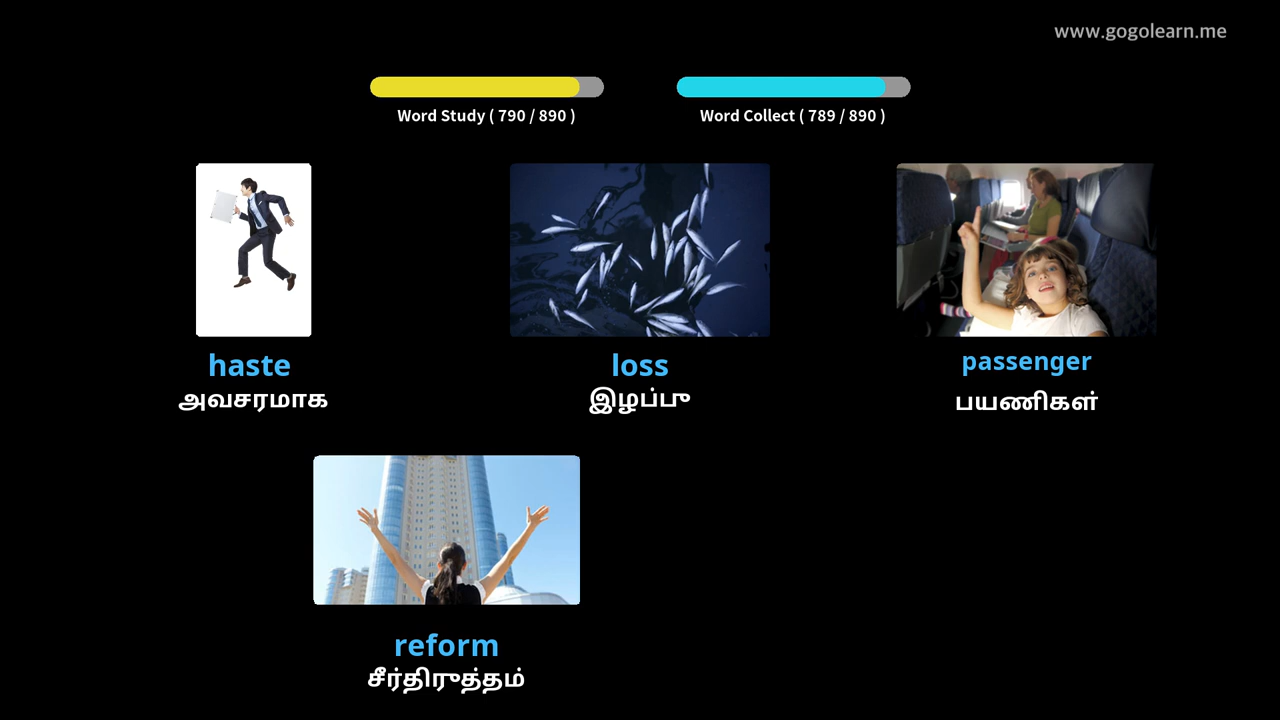 www.gogolearn.me
Word Study ( 790 / 890 )
Word Collect ( 789 / 890 )
haste
அவசரமாக
loss
இழப்பு
passenger
பயணிகள்
reform
சீர்திருத்தம்